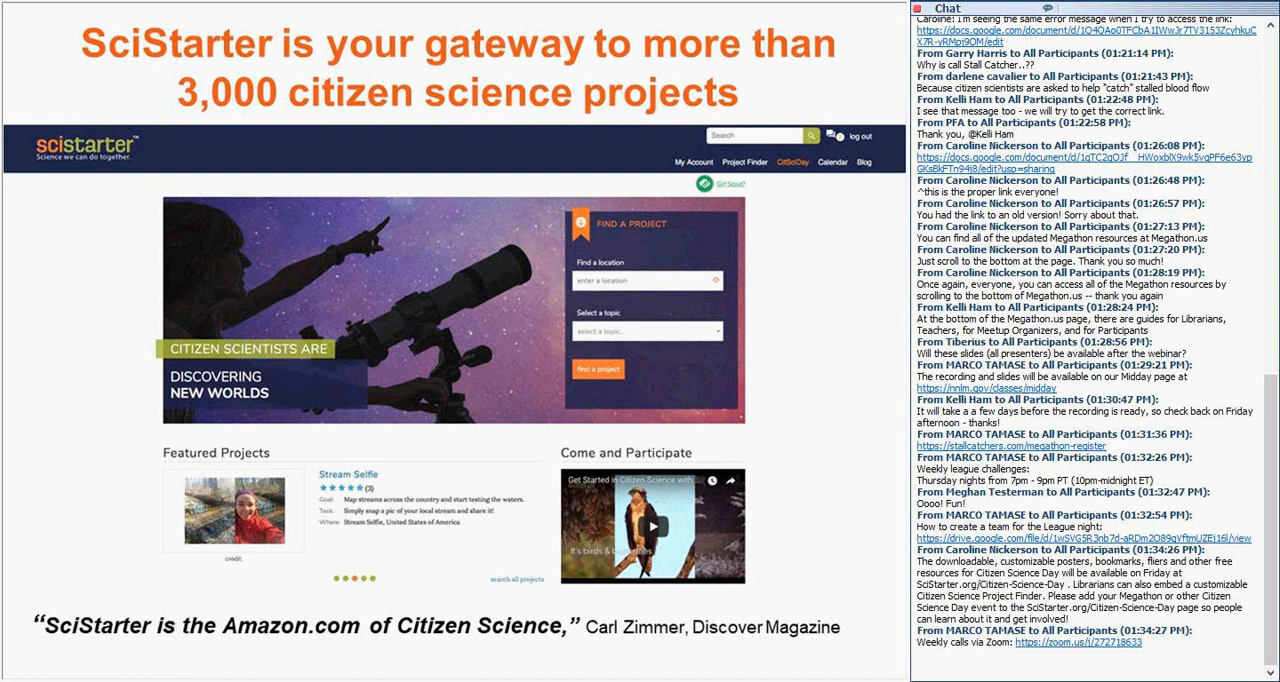 SciStarter is your gateway to more than
3,000 citizen science projects
scistarter™
Science we can do together.
Search
log out
My Account Project Finder CitSciDay Calendar Blog
Girl Scout?
FIND A PROJECT
Find a location
enter a location
Select a topic
select a topic...
find a project
CITIZEN SCIENTISTS ARE
DISCOVERING
NEW WORLDS
Featured Projects
Stream Selfie
(3)
Goal: Map streams across the country and start testing the waters.
Task: Simply snap a pic of your local stream and share it!
Where: Stream Selfie, United States of America
credit:
search all projects
Come and Participate
Get Started in Citizen Science with ...
It's birds &
"SciStarter is the Amazon.com of Citizen Science," Carl Zimmer, Discover Magazine
Chat
Caroline: I'm seeing the same error message when I try to access the link:
https://docs.google.com/document/d/
X7R-yRMpj9OM/edit
From Garry Harris to All Participants (01:21:14 PM):
Why is call Stall Catcher..??
From darlene cavalier to All Participants (01:21:43 PM):
Because citizen scientists are asked to help "catch" stalled blood flow
From Kelli Ham to All Participants (01:22:48 PM):
I see that message too - we will try to get the correct link.
From PFA to All Participants (01:22:58 PM):
Thank you, @Kelli Ham
From Caroline Nickerson to All Participants (01:26:08 PM):
https://docs.google.com/document/d/
edit?usp=sharing
From Caroline Nickerson to All Participants (01:26:48 PM):
^this is the proper link everyone!
From Caroline Nickerson to All Participants (01:26:57 PM):
You had the link to an old version! Sorry about that.
From Caroline Nickerson to All Participants (01:27:13 PM):
You can find all of the updated Megathon resources at Megathon.us
From Caroline Nickerson to All Participants (01:27:20 PM):
Just scroll to the bottom at the page. Thank you so much!
From Caroline Nickerson to All Participants (01:28:19 PM):
Once again, everyone, you can access all of the Megathon resources by
scrolling to the bottom of Megathon.us -- thank you again
From Kelli Ham to All Participants (01:28:24 PM):
At the bottom of the Megathon.us page, there are guides for Librarians,
Teachers, for Meetup Organizers, and for Participants
From Tiberius to All Participants (01:28:56 PM):
Will these slides (all presenters) be available after the webinar?
From MARCO TAMASE to All Participants (01:29:21 PM):
The recording and slides will be available on our Midday page at
https://nnlm.gov/classes/midday
From Kelli Ham to All Participants (01:30:47 PM):
It will take a a few days before the recording is ready, so check back on Friday
afternoon - thanks!
From MARCO TAMASE to All Participants (01:31:36 PM):
https://stallcatchers.com/megathon-register
From MARCO TAMASE to All Participants (01:32:26 PM):
Weekly league challenges:
Thursday nights from 7pm - 9pm PT (10pm-midnight ET)
From Meghan Testerman to All Participants (01:32:47 PM):
Oooo! Fun!
From MARCO TAMASE to All Participants (01:32:54 PM):
How to create a team for the League night:
https://drive.google.com/file/d/1wSVG5R3nb7d-aRDm2O89gVftmUZEj16l/view
From Caroline Nickerson to All Participants (01:34:26 PM):
The downloadable, customizable posters, bookmarks, fliers and other free
resources for Citizen Science Day will be available on Friday at
SciStarter.org/Citizen-Science-Day . Librarians can also embed a customizable
Citizen Science Project Finder. Please add your Megathon or other Citizen
Science Day event to the SciStarter.org/Citizen-Science-Day page so people
can learn about it and get involved!
From MARCO TAMASE to All Participants (01:34:27 PM):
Weekly calls via Zoom: https://zoom.us/j/272718633